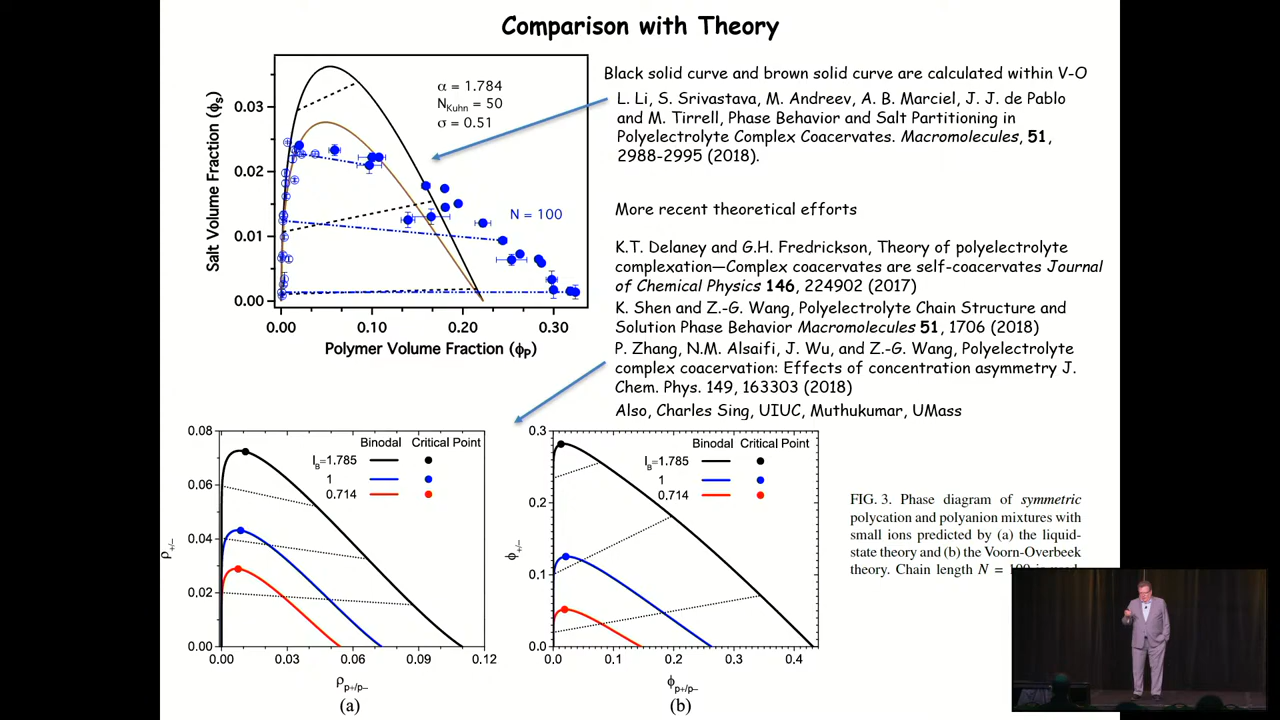 Comparison with Theory
Salt Volume Fraction (ϕs)
0.03
0.02
0.01
0.00
α = 1.784
NKuhn = 50
σ = 0.51
N = 100
0.00 0.10 0.20 0.30
Polymer Volume Fraction (ϕP)
Black solid curve and brown solid curve are calculated within V-O
L. Li, S. Srivastava, M. Andreev, A. B. Marciel, J. J. de Pablo
and M. Tirrell, Phase Behavior and Salt Partitioning in
Polyelectrolyte Complex Coacervates. Macromolecules, 51,
2988-2995 (2018).
More recent theoretical efforts
K.T. Delaney and G.H. Fredrickson, Theory of polyelectrolyte
complexation—Complex coacervates are self-coacervates Journal
of Chemical Physics 146, 224902 (2017)
K. Shen and Z.-G. Wang, Polyelectrolyte Chain Structure and
Solution Phase Behavior Macromolecules 51, 1706 (2018)
P. Zhang, N.M. Alsaifi, J. Wu, and Z.-G. Wang, Polyelectrolyte
complex coacervation: Effects of concentration asymmetry J.
Chem. Phys. 149, 163303 (2018)
Also, Charles Sing, UIUC, Muthukumar, UMass
0.08
0.06
0.04
0.02
0.00
ρ+/−
Binodal Critical Point
lB=1.785
1
0.714
0.00 0.03 0.06 0.09 0.12
ρp+/p−
(a)
0.3
0.2
0.1
0.0
ϕ+/−
Binodal Critical Point
lB=1.785
1
0.714
0.0 0.1 0.2 0.3 0.4
ϕp+/p−
(b)
FIG. 3. Phase diagram of symmetric
polycation and polyanion mixtures with
small ions predicted by (a) the liquid-
state theory and (b) the Voorn-Overbeek
theory. Chain length N =